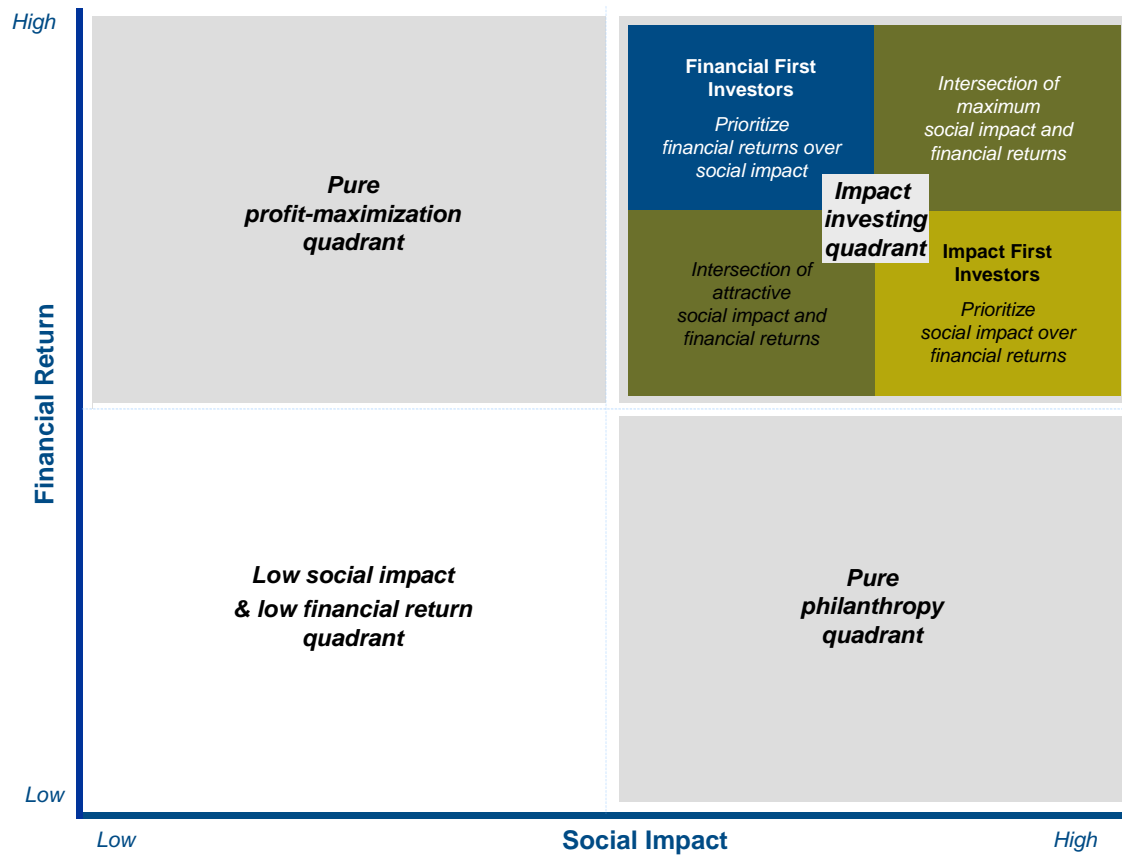 High
Financial First
Investors
Prioritize
financial returns over
social impact
Intersection of
maximum
social impact and
financial returns
Pure
profit-maximization
quadrant
Impact
investing
quadrant
Intersection of
attractive
social impact and
financial returns
Impact First
Investors
Prioritize
social impact over
financial returns
Financial Return
Low social impact
& low financial return
quadrant
Pure
philanthropy
quadrant
Low
Low
Social Impact
High